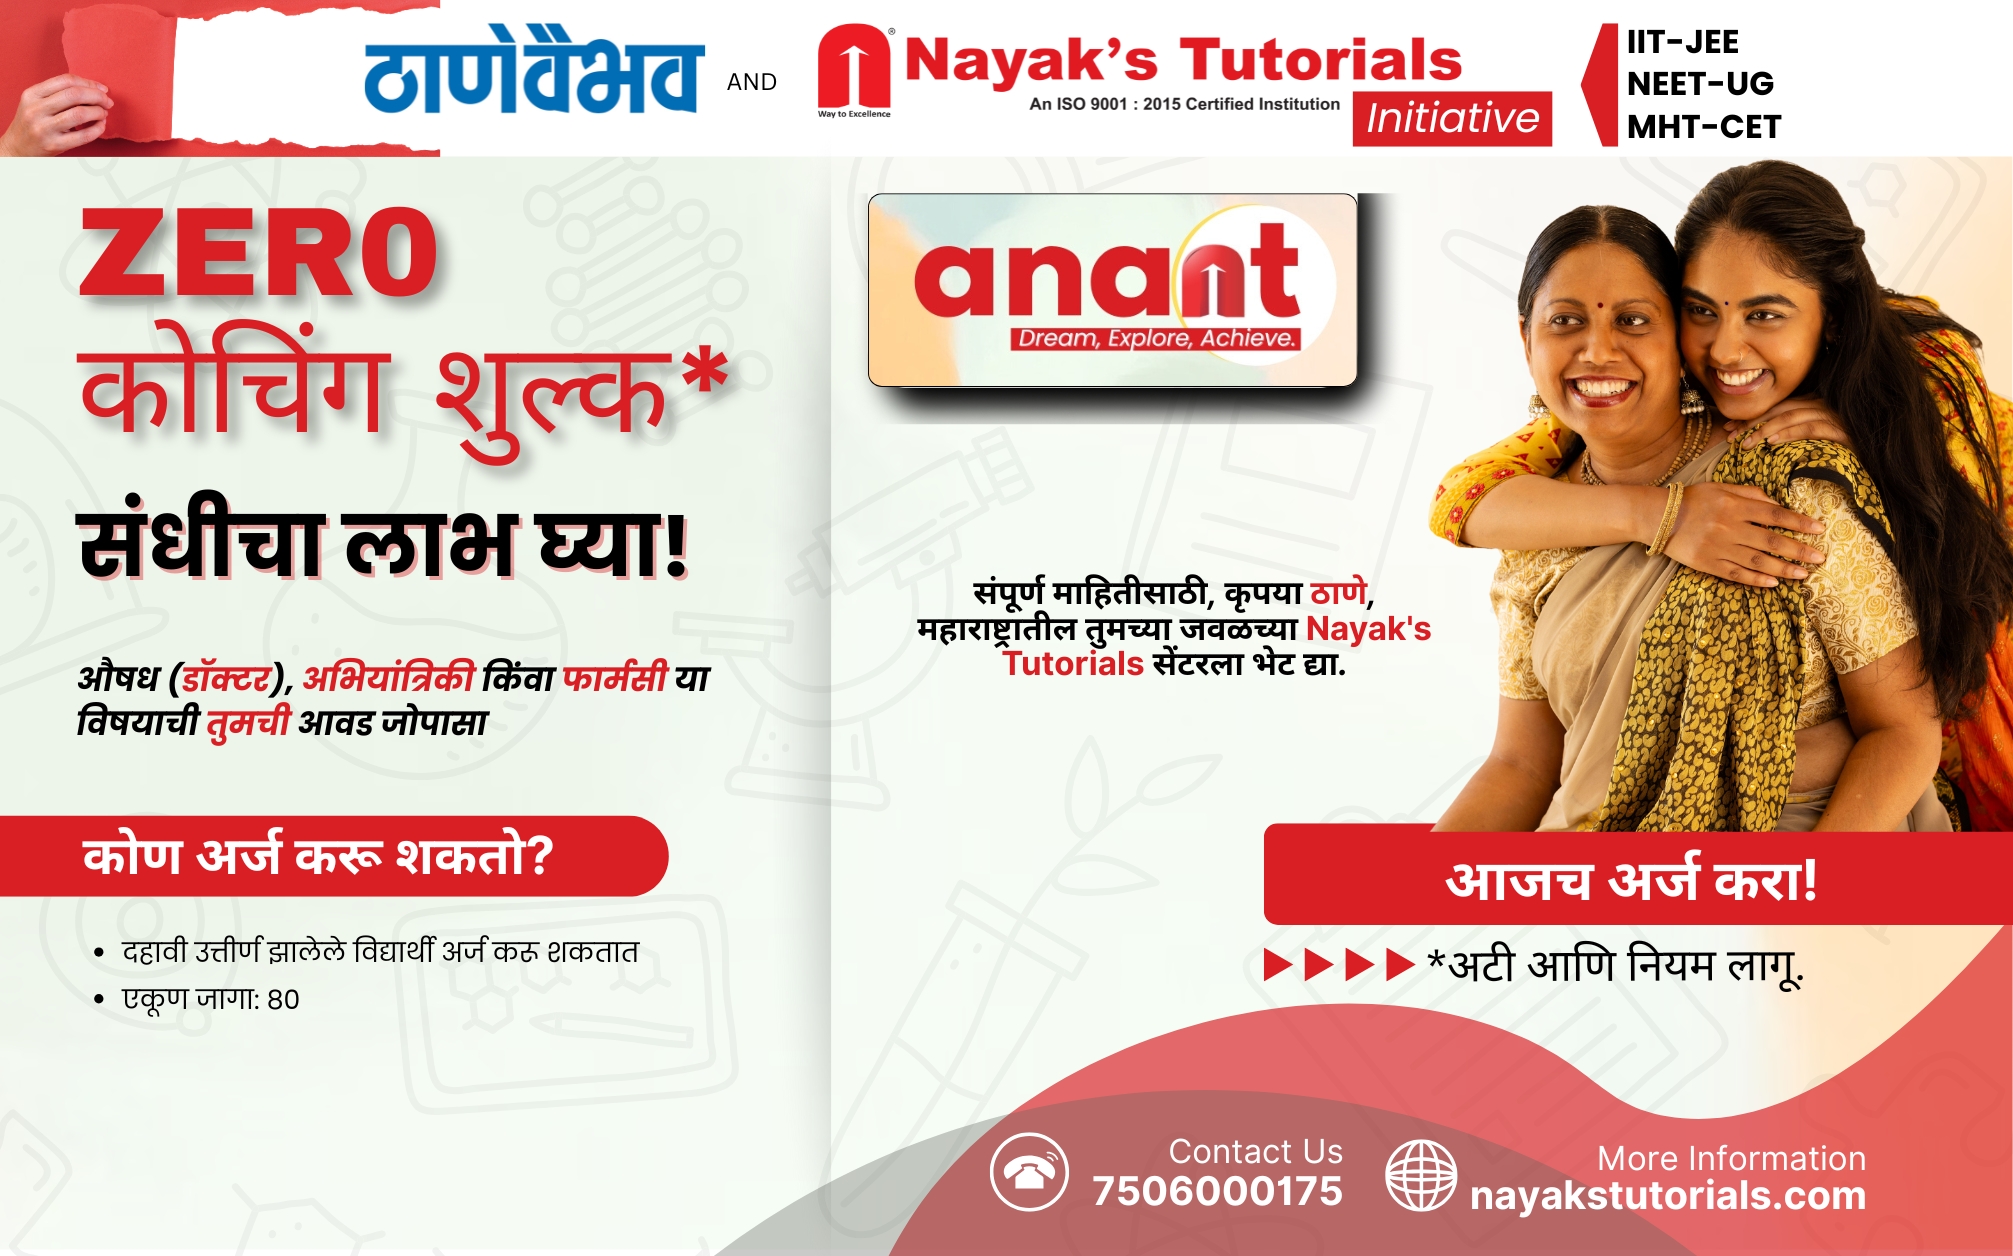 ठाणेवैभव
AND
Nayak's Tutorials
®
An ISO 9001 : 2015 Certified Institution
Way to Excellence
Initiative
IIT-JEE
NEET-UG
MHT-CET
ZERO
कोचिंग शुल्क*
संधीचा लाभ घ्या!
औषध (डॉक्टर), अभियांत्रिकी किंवा फार्मसी या
विषयाची तुमची आवड जोपासा
कोण अर्ज करू शकतो?
• दहावी उत्तीर्ण झालेले विद्यार्थी अर्ज करू शकतात
• एकूण जागा: 80
anant
Dream, Explore, Achieve.
संपूर्ण माहितीसाठी, कृपया ठाणे,
महाराष्ट्रातील तुमच्या जवळच्या Nayak's
Tutorials सेंटरला भेट द्या.
आजच अर्ज करा!
*अटी आणि नियम लागू.
Contact Us
7506000175
More Information
nayakstutorials.com